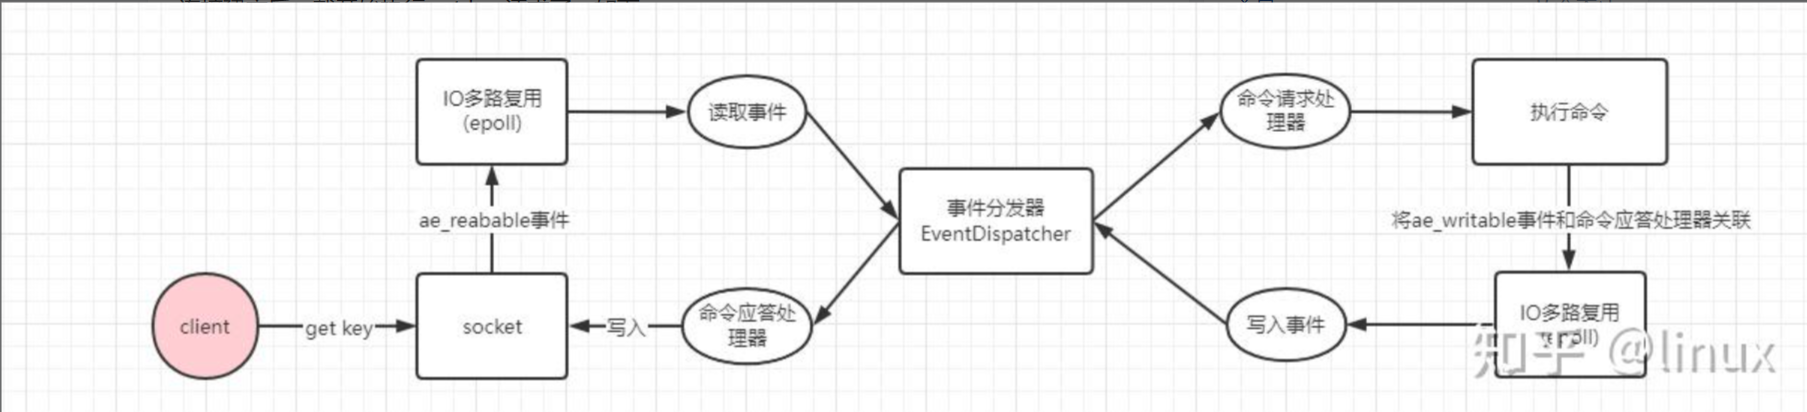 IO多路复用
(epoll)
读取事件
命令请求处
理器
执行命令
事件分发器
EventDispatcher
ae_reabable事件
将ae_writable事件和命令应答处理器关联
client
get key
socket
写入
命令应答处
理器
写入事件
IO多路复用
(epoll)
知乎 @linux